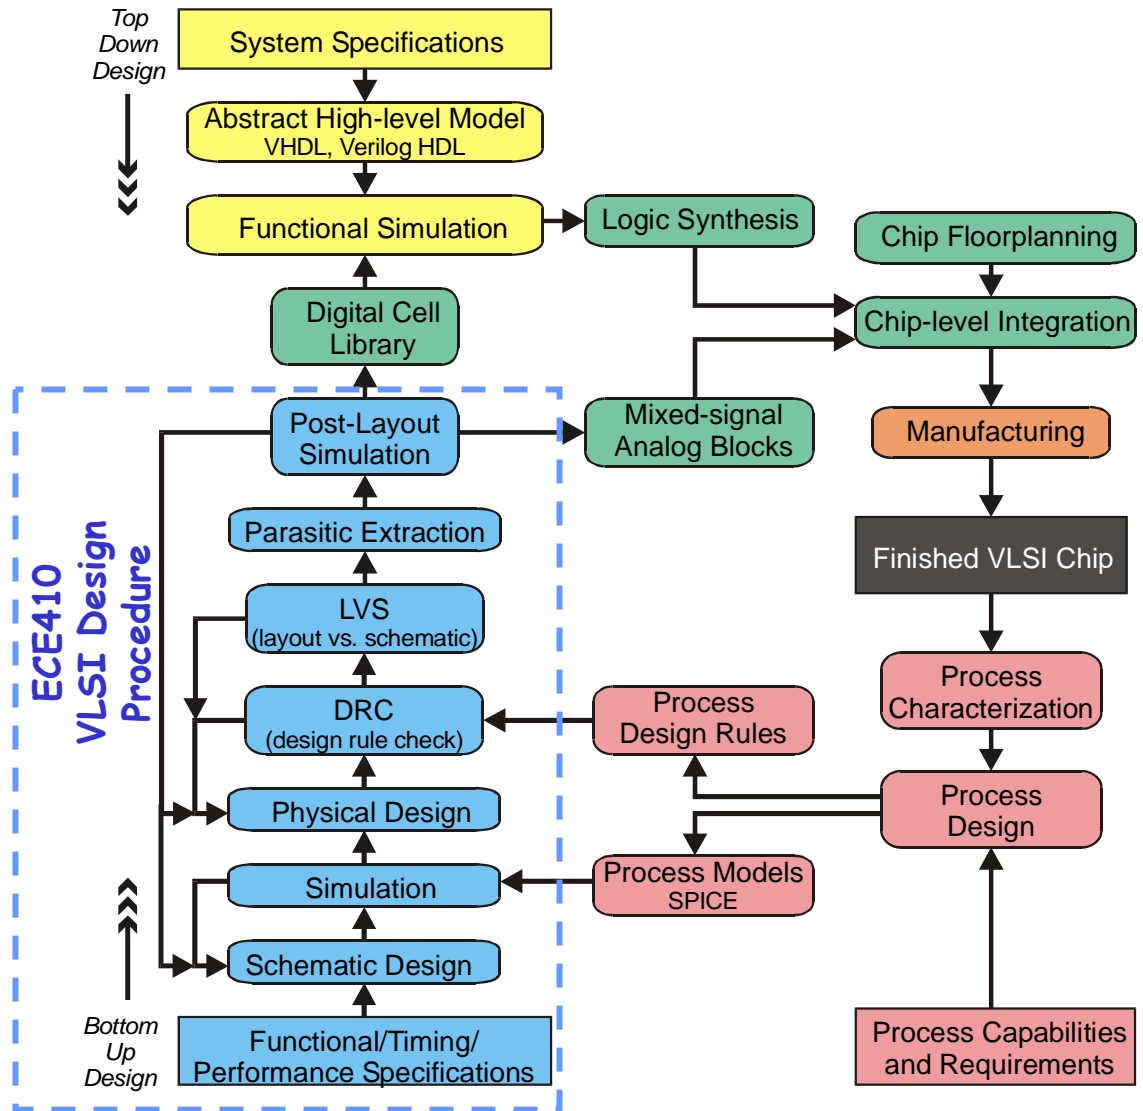 Top
Down
Design
System Specifications
Abstract High-level Model
VHDL, Verilog HDL
Functional Simulation
Logic Synthesis
Chip Floorplanning
Digital Cell
Library
Chip-level Integration
Post-Layout
Simulation
Mixed-signal
Analog Blocks
Manufacturing
Parasitic Extraction
Finished VLSI Chip
ECE410
VLSI Design
Procedure
LVS
(layout vs. schematic)
Process
Characterization
DRC
(design rule check)
Process
Design Rules
Physical Design
Process
Design
Simulation
Process Models
SPICE
Schematic Design
Bottom
Up
Design
Functional/Timing/
Performance Specifications
Process Capabilities
and Requirements